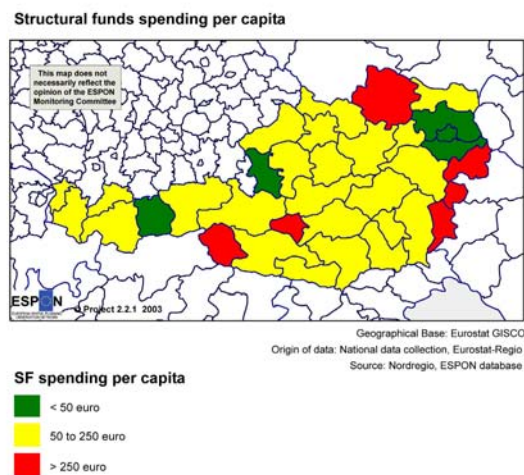 Structural funds spending per capita
This map does not
necessarily reflect the
opinion of the ESPON
Monitoring Committee
ESPON
Project 2.2.1 2003
Geographical Base: Eurostat GISCO
Origin of data: National data collection, Eurostat-Regio
Source: Nordregio, ESPON database
SF spending per capita
< 50 euro
50 to 250 euro
> 250 euro